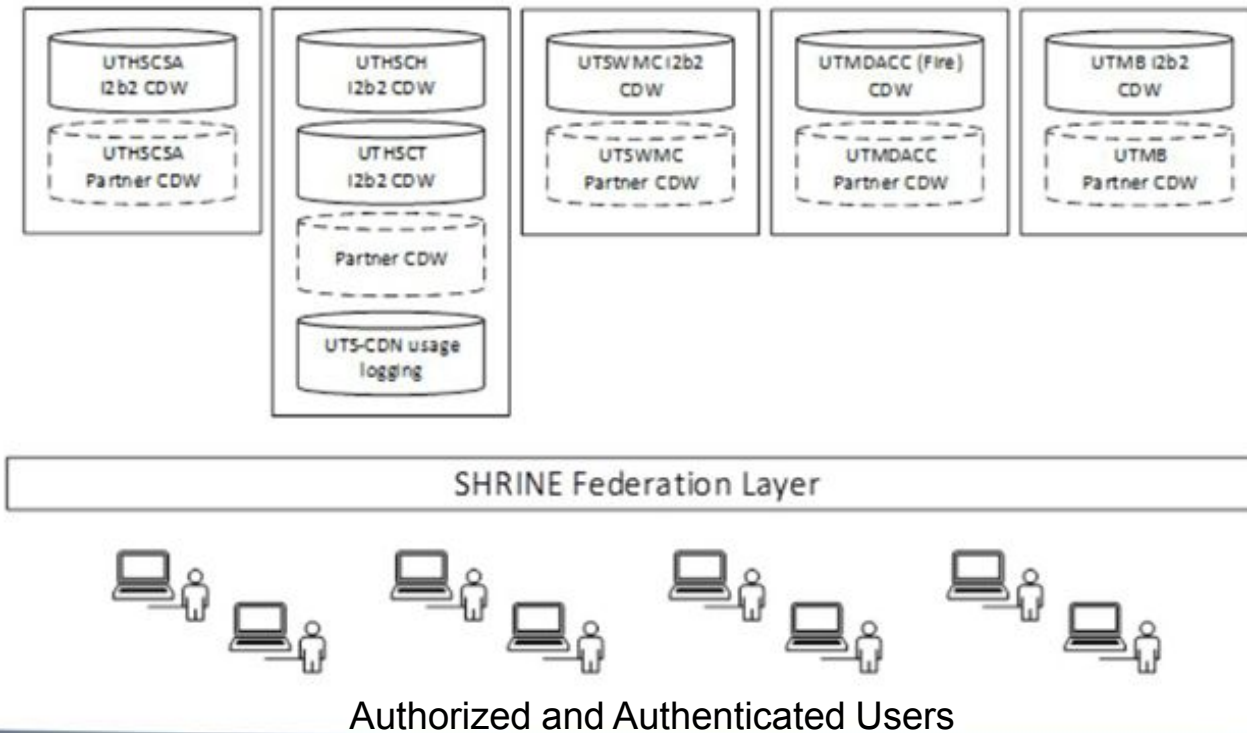 UTHSCSA
I2b2 CDW
UTHSCSA
Partner CDW
UTHSCH
I2b2 CDW
UTHSCT
I2b2 CDW
Partner CDW
UTS-CDN usage
logging
UTSWMC I2b2
CDW
UTSWMC
Partner CDW
UTMDACC (Fire)
CDW
UTMDACC
Partner CDW
UTMB I2b2
CDW
UTMB
Partner CDW
SHRINE Federation Layer
Authorized and Authenticated Users